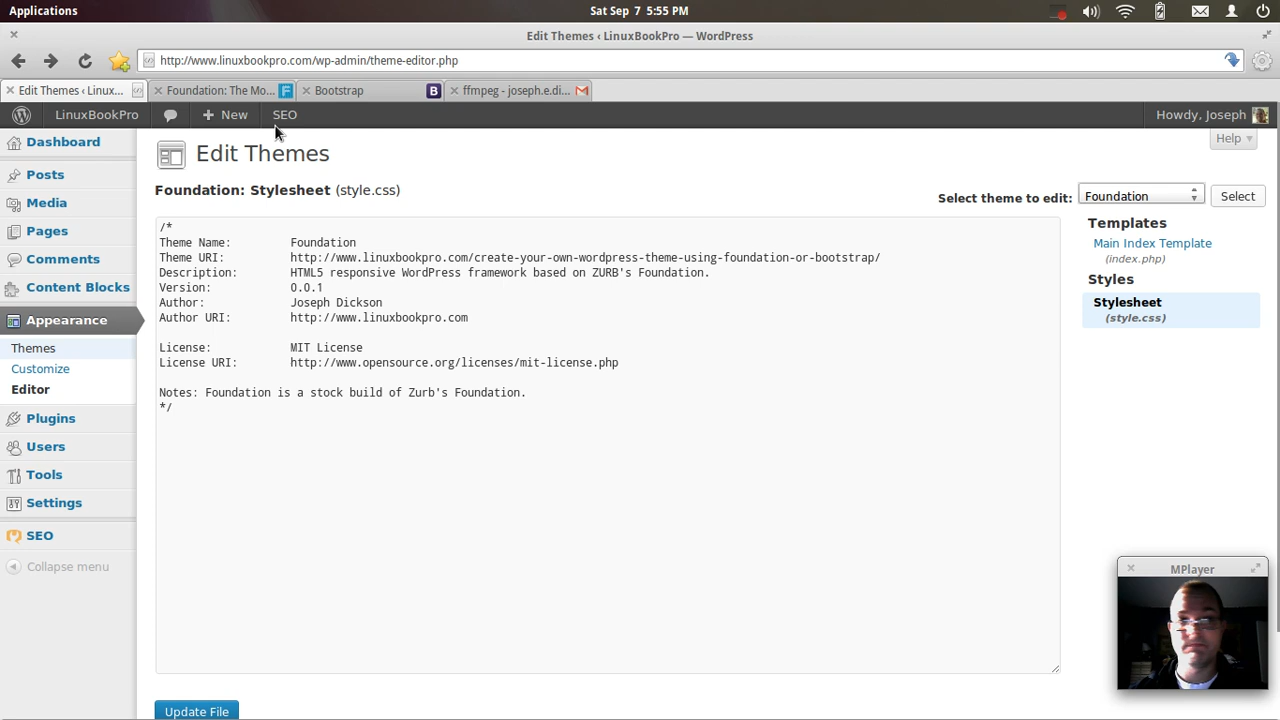 Applications
Sat Sep 7 5:55 PM
Edit Themes ‹ LinuxBookPro — WordPress
http://www.linuxbookpro.com/wp-admin/theme-editor.php
Edit Themes ‹ Linux...
Foundation: The Mo...
F
Bootstrap
B
ffmpeg - joseph.e.di...
LinuxBookPro
+ New
SEO
Howdy, Joseph
Help
Dashboard
Posts
Media
Pages
Comments
Content Blocks
Appearance
Themes
Customize
Editor
Plugins
Users
Tools
Settings
SEO
Collapse menu
Edit Themes
Foundation: Stylesheet (style.css)
Select theme to edit: Foundation Select
/*
Theme Name: Foundation
Theme URI: http://www.linuxbookpro.com/create-your-own-wordpress-theme-using-foundation-or-bootstrap/
Description: HTML5 responsive WordPress framework based on ZURB's Foundation.
Version: 0.0.1
Author: Joseph Dickson
Author URI: http://www.linuxbookpro.com
License: MIT License
License URI: http://www.opensource.org/licenses/mit-license.php
Notes: Foundation is a stock build of Zurb's Foundation.
*/
Update File
Templates
Main Index Template
(index.php)
Styles
Stylesheet
(style.css)
MPlayer